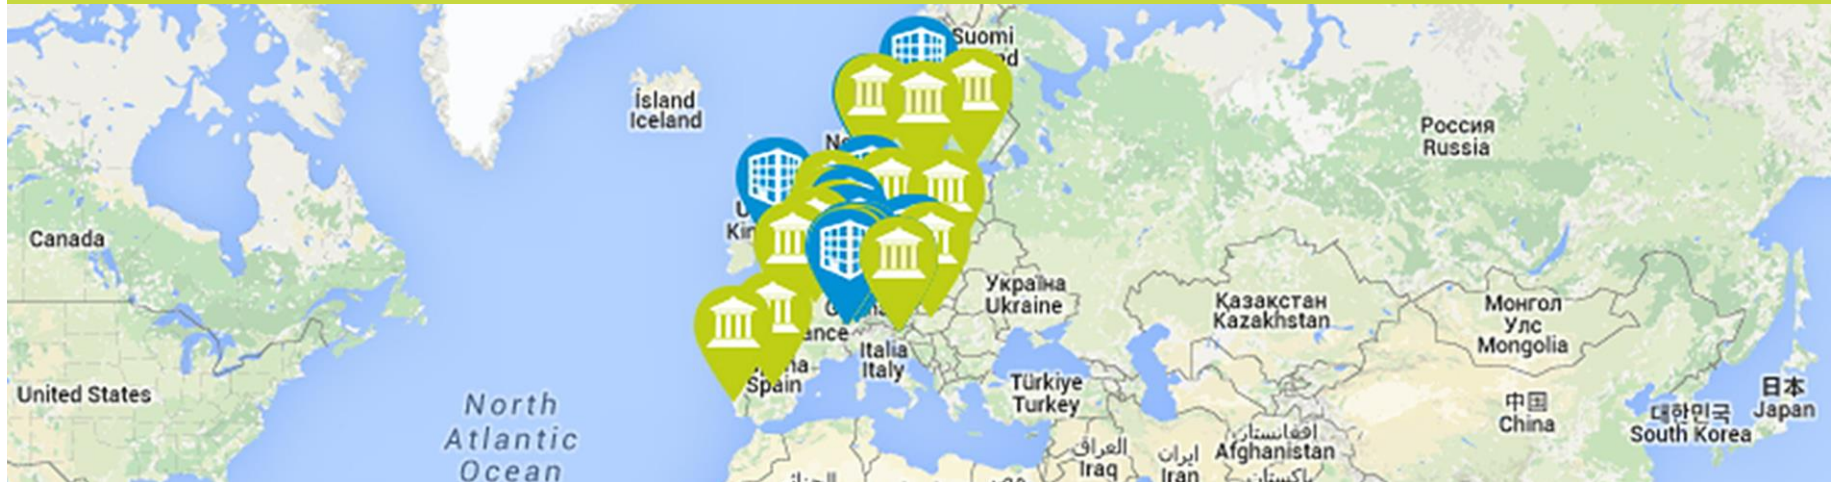 Suomi
Ísland
Iceland
Россия
Russia
Canada
Україна
Ukraine
Казакстан
Kazakhstan
Монгол
Улс
Mongolia
Italia
Italy
Spain
United States
North
Atlantic
Ocean
Türkiye
Turkey
中国
China
日本
Japan
대한민국
South Korea
العراق
Iraq
ایران
Iran
افغانستان
Afghanistan